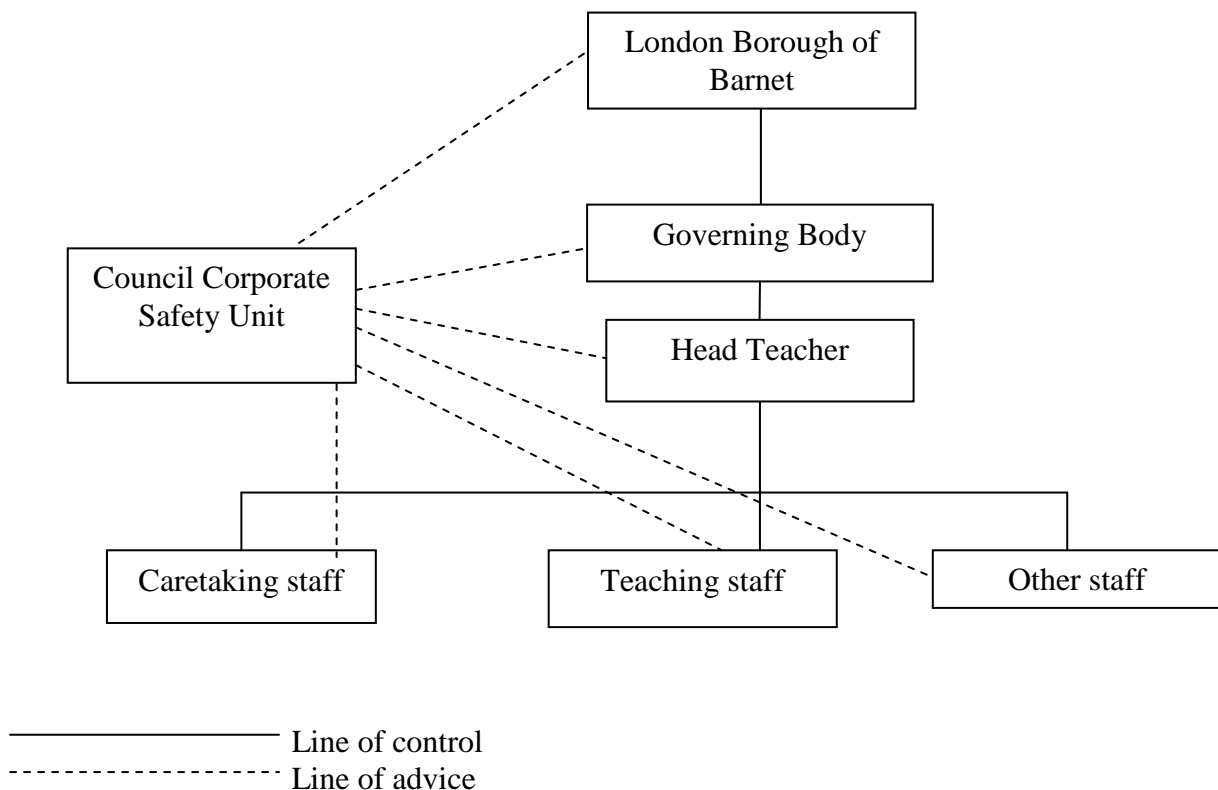 London Borough of
Barnet
Governing Body
Council Corporate
Safety Unit
Head Teacher
Caretaking staff
Teaching staff
Other staff
Line of control
Line of advice